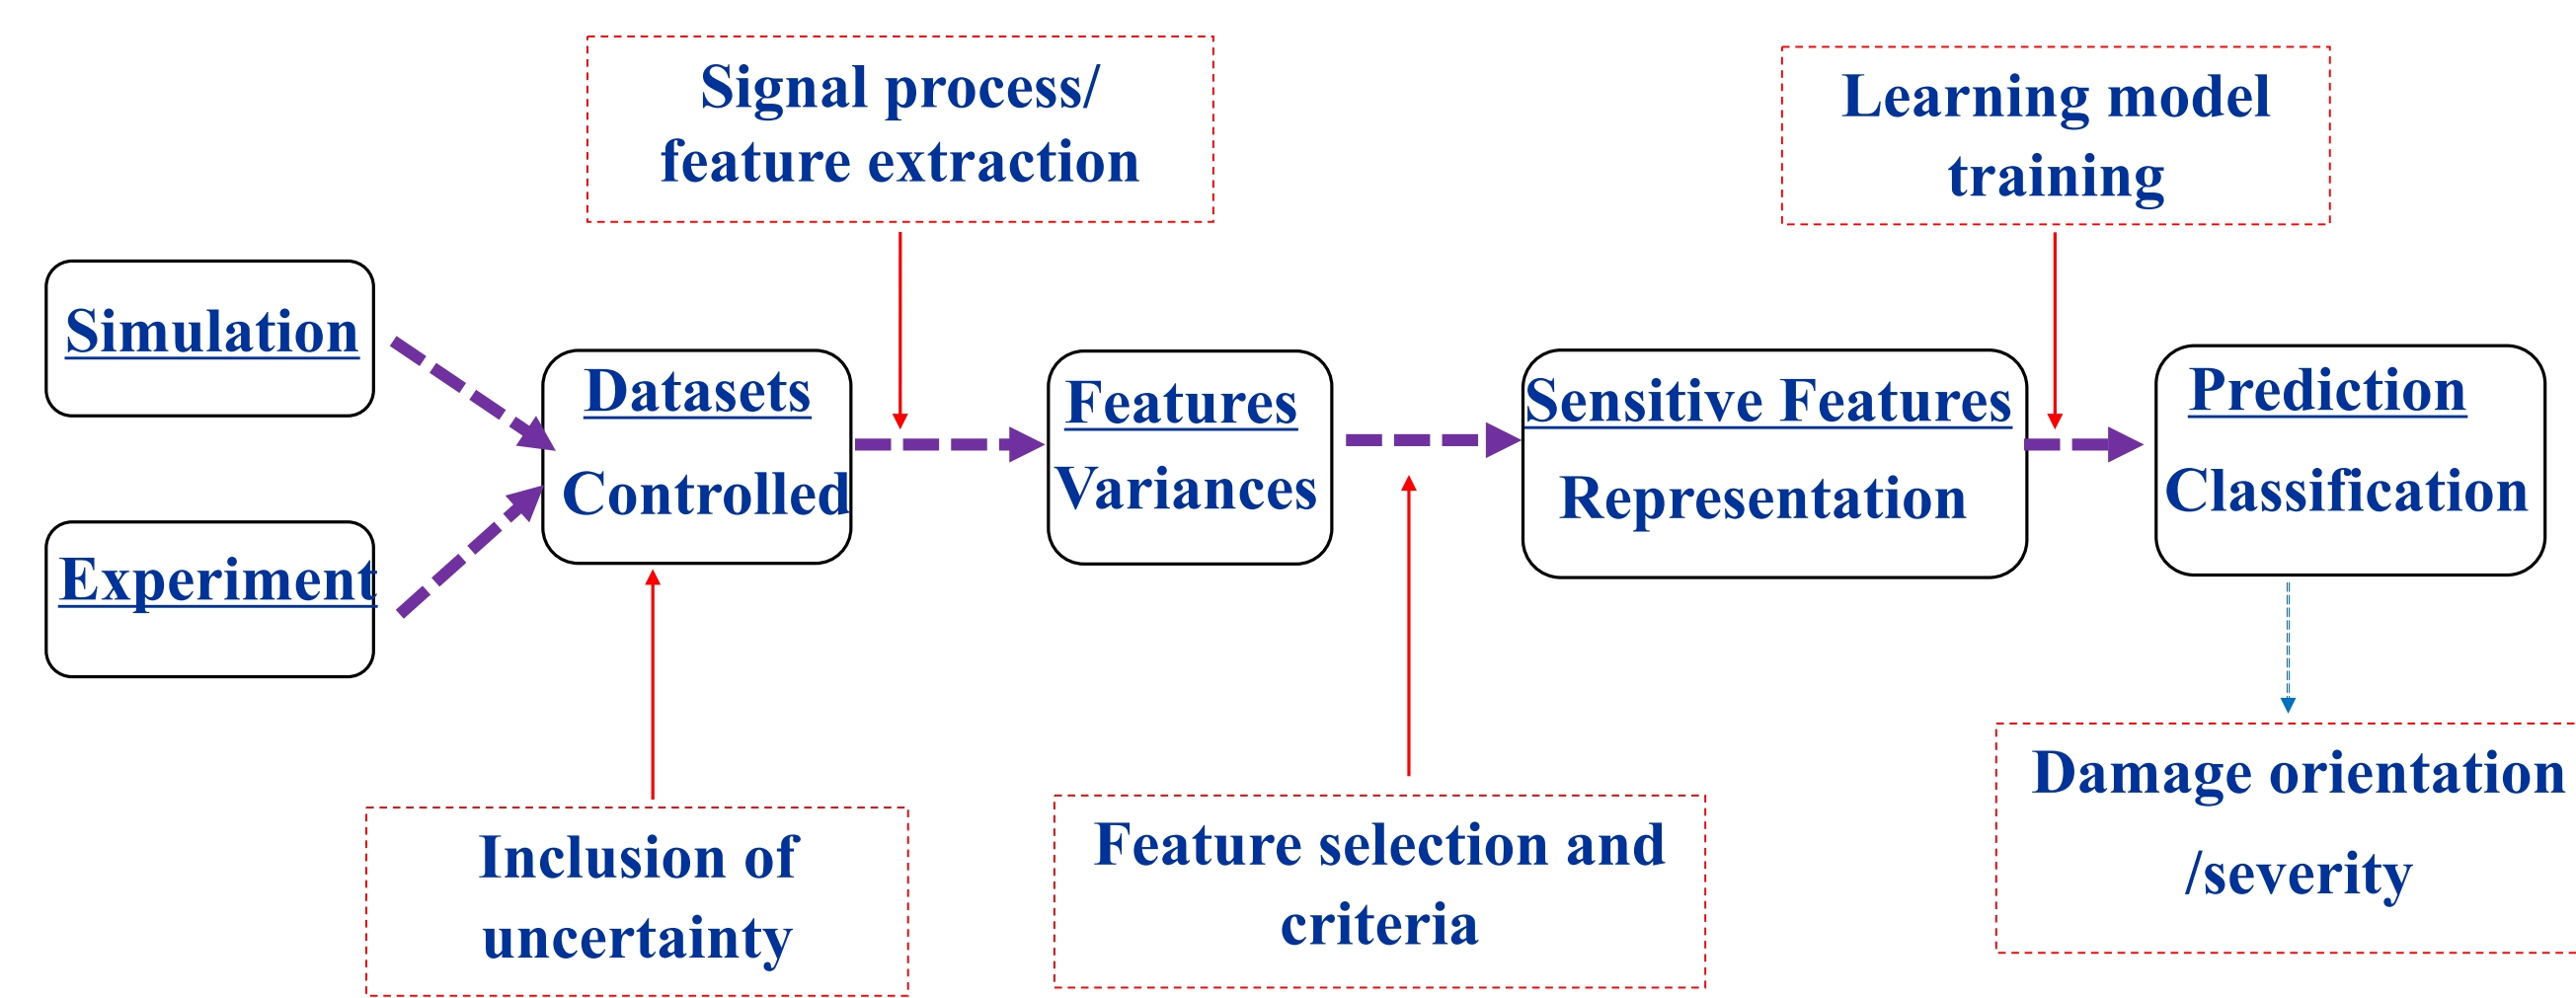 Signal process/
feature extraction
Learning model
training
Simulation
Experiment
Datasets
Controlled
Features
Variances
Sensitive Features
Representation
Prediction
Classification
Inclusion of
uncertainty
Feature selection and
criteria
Damage orientation
/severity